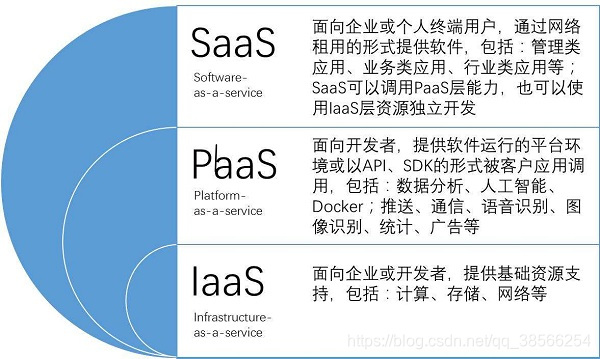 SaaS
Software-
as-a-service
面向企业或个人终端用户，通过网络
租用的形式提供软件，包括：管理类
应用、业务类应用、行业类应用等；
SaaS可以调用PaaS层能力，也可以使
用IaaS层资源独立开发
PaaS
Platform-
as-a-service
面向开发者，提供软件运行的平台环
境或以API、SDK的形式被客户应用调
用，包括：数据分析、人工智能、
Docker；推送、通信、语音识别、图
像识别、统计、广告等
IaaS
Infrastructure-
as-a-service
面向企业或开发者，提供基础资源支
持，包括：计算、存储、网络等
https://blog.csdn.net/qq_38566254